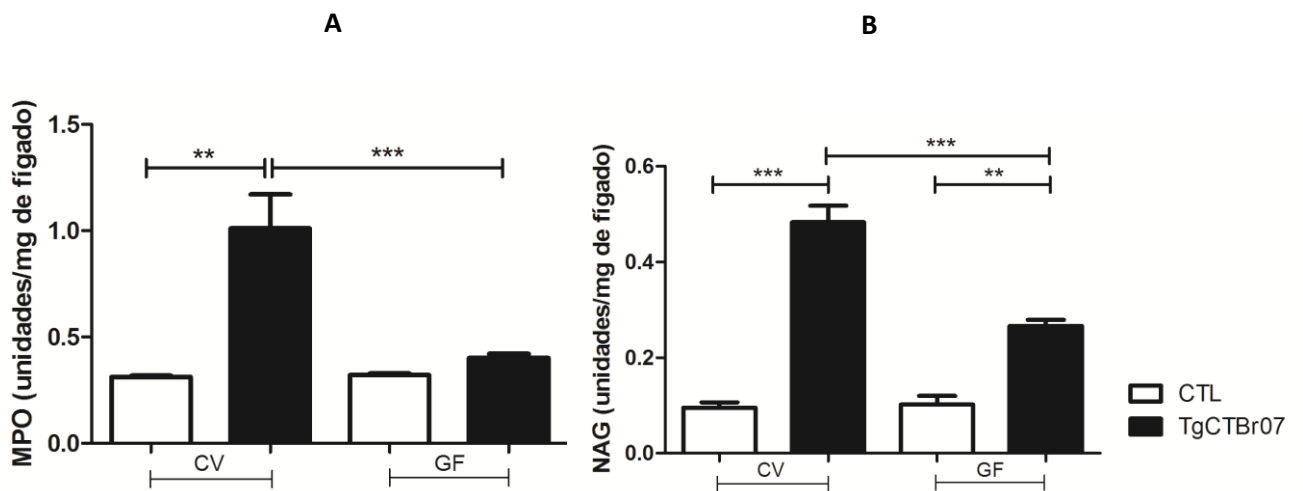 A
B
MPO (unidades/mg de fígado)
1.5
1.0
0.5
0.0
**
***
CV
GF
NAG (unidades/mg de fígado)
0.6
0.4
0.2
0.0
***
***
**
CV
GF
CTL
TgCTBr07